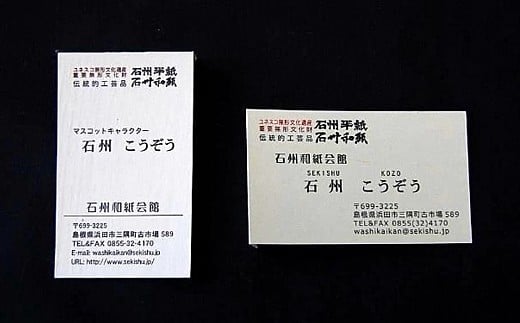 ユネスコ無形文化遺産
重要無形文化財
伝統的工芸品
石州半紙
石州和紙
マスコットキャラクター
石州 こうぞう
石州和紙会館
〒699-3225
島根県浜田市三隅町古市場 589
TEL&FAX 0855-32-4170
E-mail: washikaikan@sekishu.jp
URL: http://www.sekishu.jp/
ユネスコ無形文化遺産
重要無形文化財
伝統的工芸品
石州半紙
石州和紙
石州和紙会館
SEKISHU KOZO
石 州 こうぞう
〒699-3225
島根県浜田市三隅町古市場 589
TEL&FAX 0855(32)4170
washikaikan@sekishu.jp